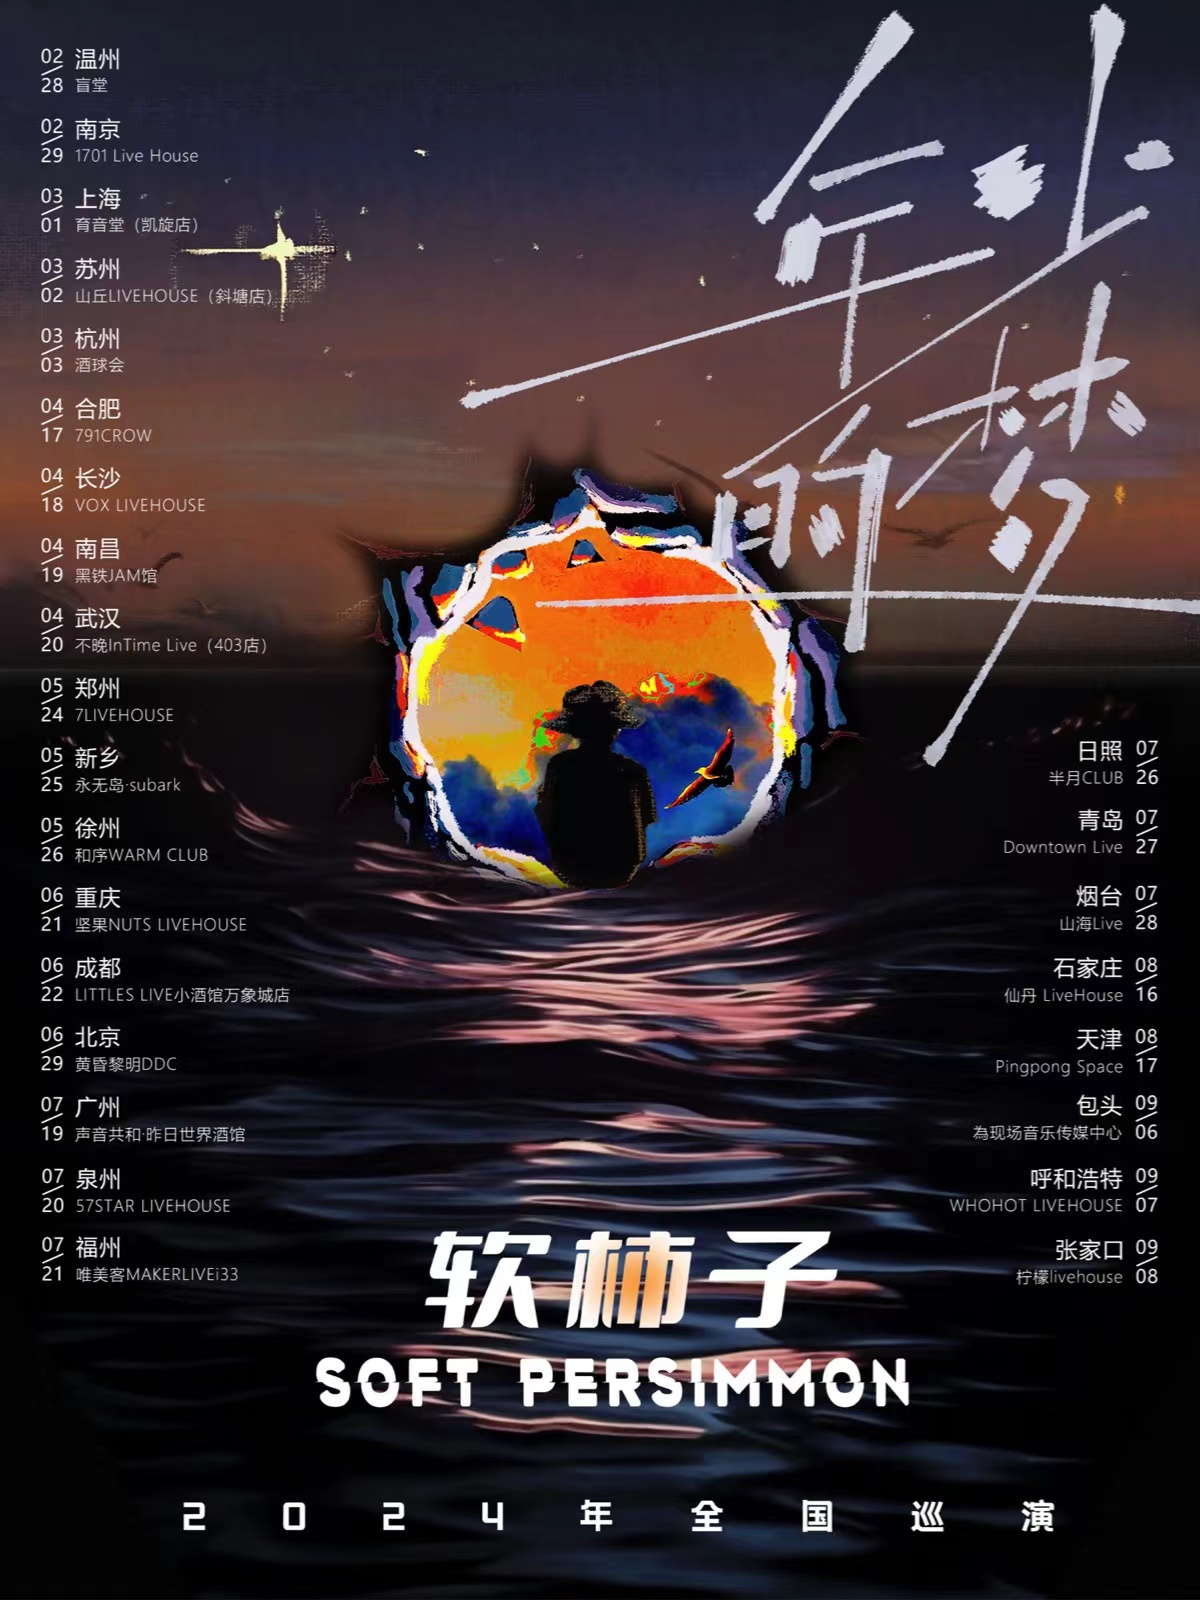 年少
的梦
02/28 温州
盲堂
02/29 南京
1701 Live House
03/01 上海
育音堂（凯旋店）
03/02 苏州
山丘LIVEHOUSE（斜塘店）
03/03 杭州
酒球会
04/17 合肥
791CROW
04/18 长沙
VOX LIVEHOUSE
04/19 南昌
黑铁JAM馆
04/20 武汉
不晚InTime Live（403店）
05/24 郑州
7LIVEHOUSE
05/25 新乡
永无岛·subark
05/26 徐州
和序WARM CLUB
06/21 重庆
坚果NUTS LIVEHOUSE
06/22 成都
LITTLES LIVE小酒馆万象城店
06/29 北京
黄昏黎明DDC
07/19 广州
声音共和·昨日世界酒馆
07/20 泉州
57STAR LIVEHOUSE
07/21 福州
唯美客MAKERLIVEi33
日照 07/26
半月CLUB
青岛 07/27
Downtown Live
烟台 07/28
山海Live
石家庄 08/16
仙丹 LiveHouse
天津 08/17
Pingpong Space
包头 09/06
為现场音乐传媒中心
呼和浩特 09/07
WHOHOT LIVEHOUSE
张家口 09/08
柠檬livehouse
软柿子
SOFT PERSIMMON
2024年全国巡演